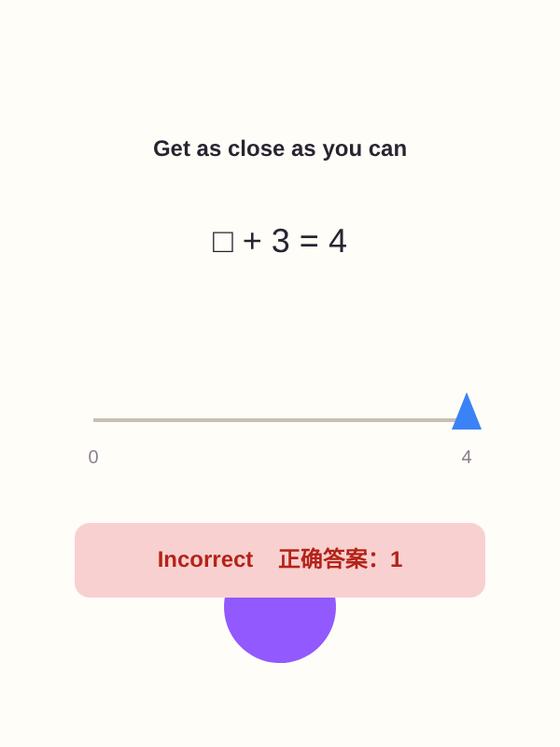 Get as close as you can
□ + 3 = 4
0 4
Incorrect 正确答案：1